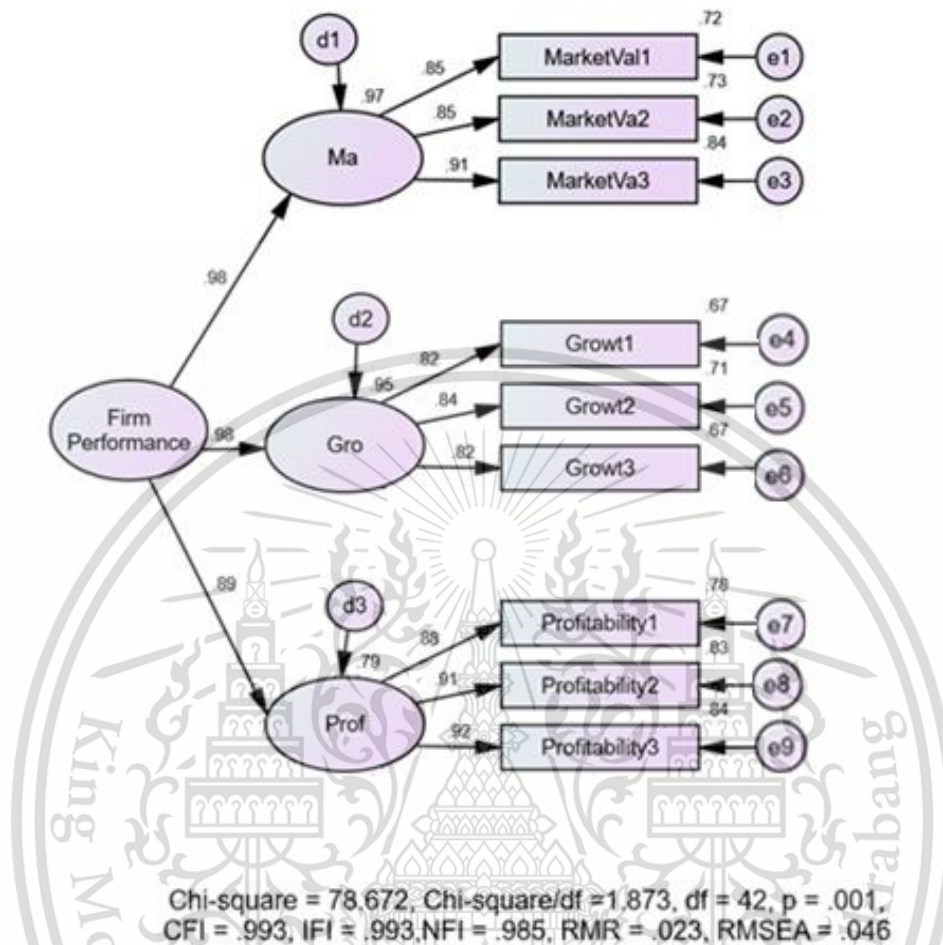 d1
.72
MarketVal1
e1
.85
.97
.73
Ma
.85
MarketVa2
e2
.84
.91
MarketVa3
e3
.98
.67
d2
Growt1
e4
.82
.95
.71
Firm
Performance
.98
Gro
.84
Growt2
e5
.67
.82
Growt3
e6
.89
.78
d3
Profitability1
e7
.88
.79
.83
Prof
.91
Profitability2
e8
.84
.92
Profitability3
e9
King Mo
rabang
Chi-square = 78.672, Chi-square/df =1.873, df = 42, p = .001,
CFI = .993, IFI = .993,NFI = .985, RMR = .023, RMSEA = .046